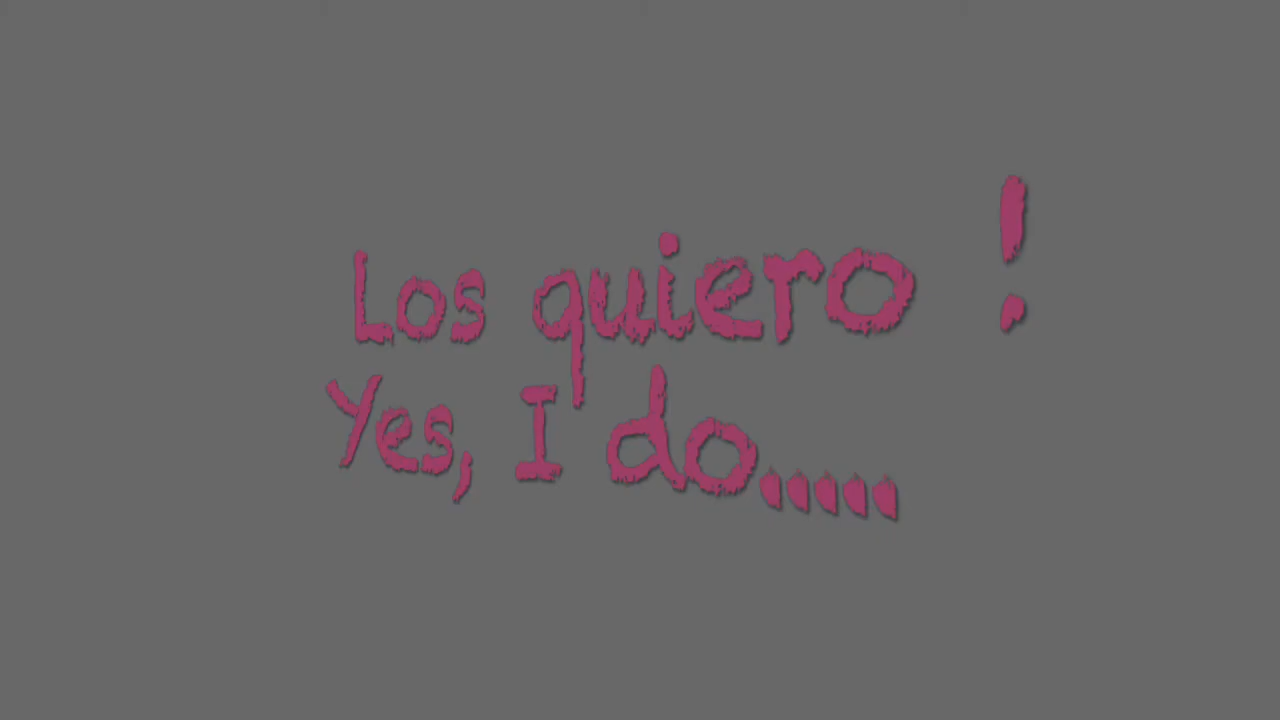 Los quiero !
Yes, I do.....